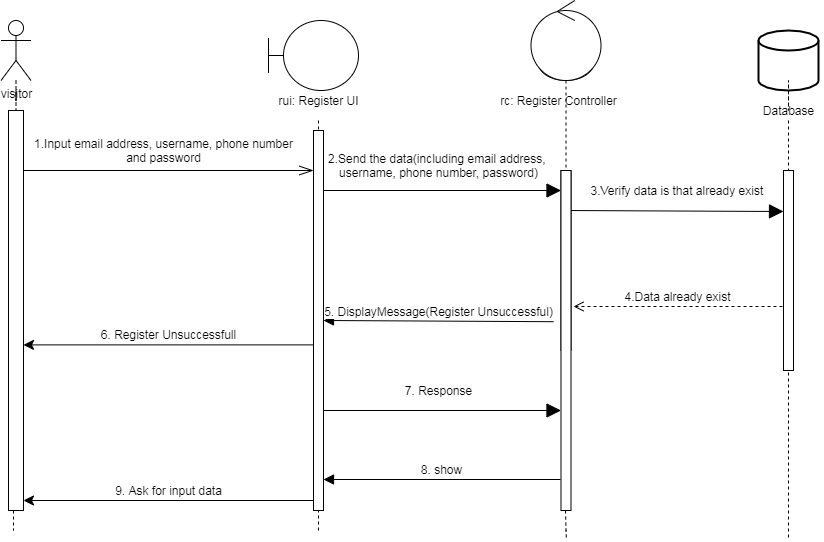 visitor
rui: Register UI
rc: Register Controller
Database
1.Input email address, username, phone number
and password
2.Send the data(including email address,
username, phone number, password)
3.Verify data is that already exist
4.Data already exist
5. DisplayMessage(Register Unsuccessful)
6. Register Unsuccessfull
7. Response
8. show
9. Ask for input data